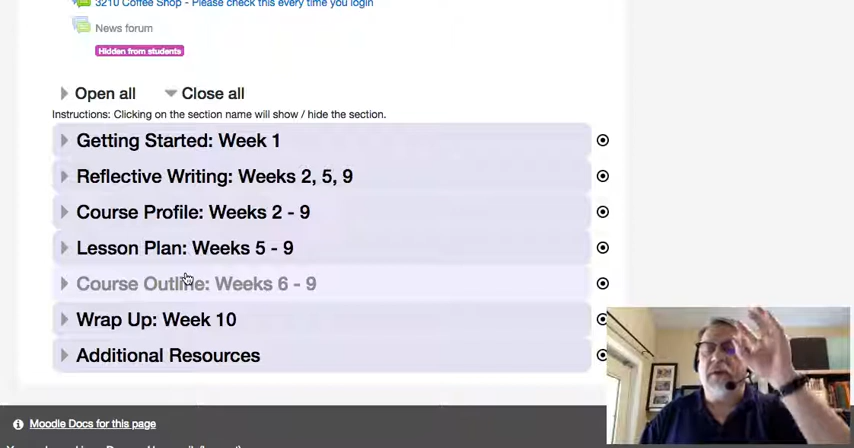 3210 Coffee Shop - Please check this every time you login
News forum
Hidden from students
Open all
Close all
Instructions: Clicking on the section name will show / hide the section.
Getting Started: Week 1
Reflective Writing: Weeks 2, 5, 9
Course Profile: Weeks 2 - 9
Lesson Plan: Weeks 5 - 9
Course Outline: Weeks 6 - 9
Wrap Up: Week 10
Additional Resources
Moodle Docs for this page